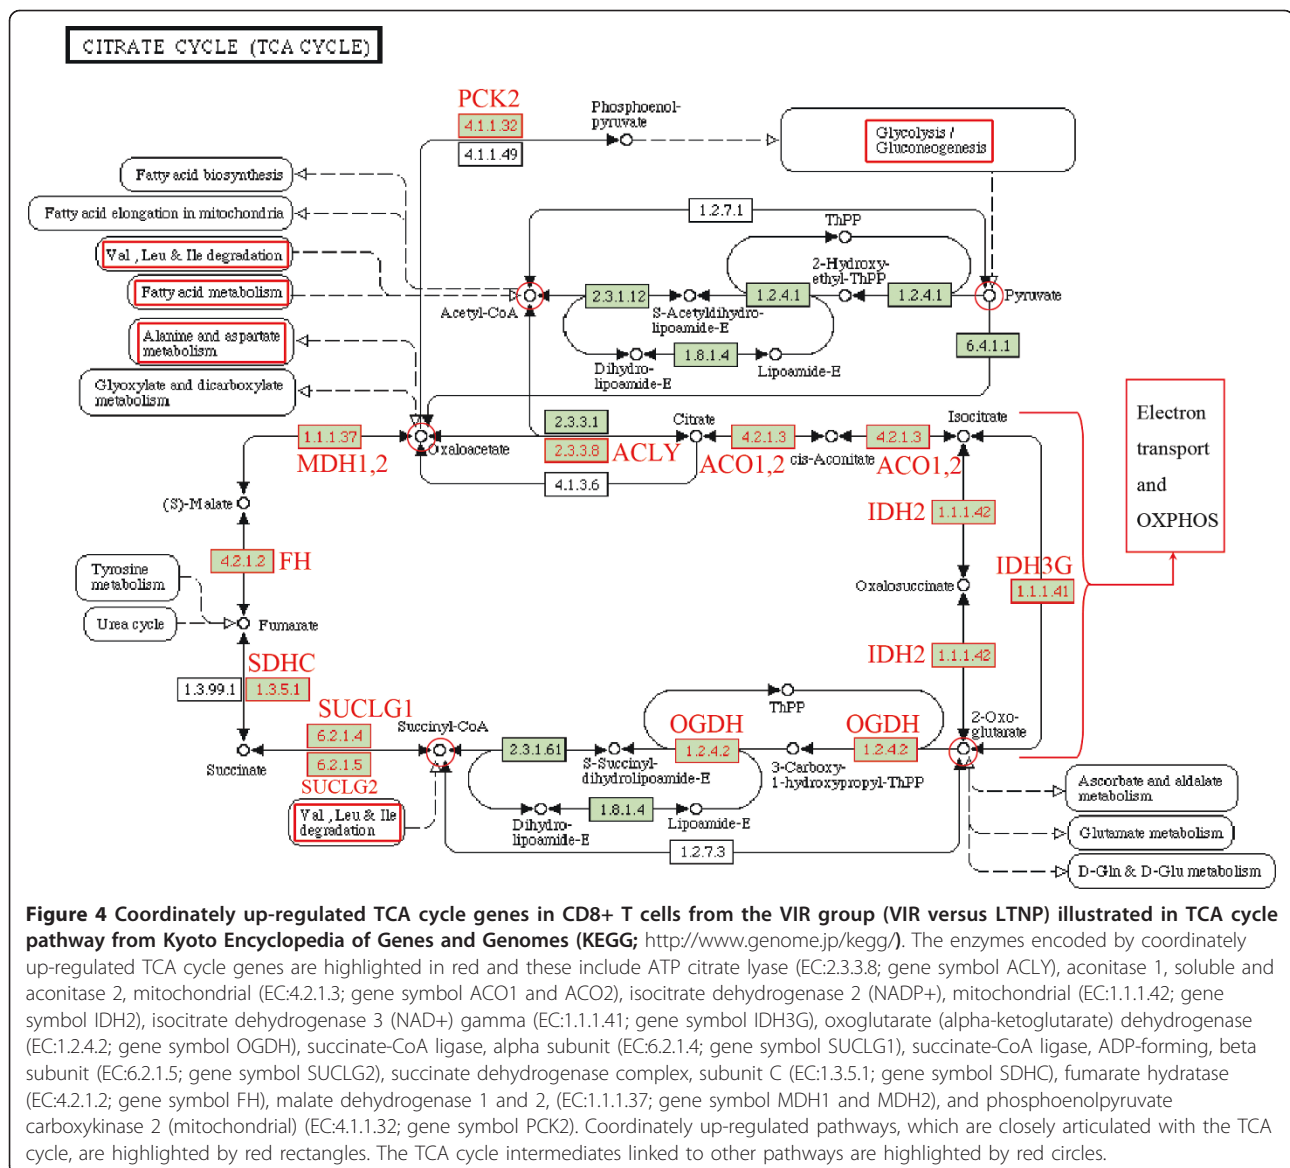 CITRATE CYCLE (TCA CYCLE)
PCK2
4.1.1.32
4.1.1.49
Phosphoenol-
pyruvate
Glycolysis /
Gluconeogenesis
Fatty acid biosynthesis
Fatty acid elongation in mitochondria
Val , Leu & Ile degradation
Fatty acid metabolism
Alanine and aspartate
metabolism
Glyoxylate and dicarboxylate
metabolism
1.2.7.1
ThPP
2-Hydroxy-
ethyl-ThPP
Acetyl-CoA
2.3.1.12
S-Acetyldihydro-
lipoamide-E
1.2.4.1
1.2.4.1
Pyruvate
Dihydro-
lipoamide-E
1.8.1.4
Lipoamide-E
6.4.1.1
1.1.1.37
MDH1,2
Oxaloacetate
2.3.3.1
2.3.3.8
ACLY
4.1.3.6
Citrate
4.2.1.3
ACO1,2
cis-Aconitate
4.2.1.3
ACO1,2
Isocitrate
Electron
transport
and
OXPHOS
(S)-Malate
IDH2
1.1.1.42
4.2.1.2
FH
Tyrosine
metabolism
Urea cycle
Fumarate
Oxalosuccinate
IDH3G
1.1.1.41
IDH2
1.1.1.42
SDHC
1.3.99.1
1.3.5.1
SUCLG1
6.2.1.4
6.2.1.5
SUCLG2
Succinate
Succinyl-CoA
2.3.1.61
S-Succinyl-
dihydrolipoamide-E
OGDH
1.2.4.2
ThPP
3-Carboxy-
1-hydroxypropyl-ThPP
OGDH
1.2.4.2
2-Oxo-
glutarate
Val , Leu & Ile
degradation
Dihydro-
lipoamide-E
1.8.1.4
Lipoamide-E
1.2.7.3
Ascorbate and aldalate
metabolism
Glutamate metabolism
D-Gln & D-Glu metabolism
Figure 4 Coordinately up-regulated TCA cycle genes in CD8+ T cells from the VIR group (VIR versus LTNP) illustrated in TCA cycle
pathway from Kyoto Encyclopedia of Genes and Genomes (KEGG; http://www.genome.jp/kegg/). The enzymes encoded by coordinately
up-regulated TCA cycle genes are highlighted in red and these include ATP citrate lyase (EC:2.3.3.8; gene symbol ACLY), aconitase 1, soluble and
aconitase 2, mitochondrial (EC:4.2.1.3; gene symbol ACO1 and ACO2), isocitrate dehydrogenase 2 (NADP+), mitochondrial (EC:1.1.1.42; gene
symbol IDH2), isocitrate dehydrogenase 3 (NAD+) gamma (EC:1.1.1.41; gene symbol IDH3G), oxoglutarate (alpha-ketoglutarate) dehydrogenase
(EC:1.2.4.2; gene symbol OGDH), succinate-CoA ligase, alpha subunit (EC:6.2.1.4; gene symbol SUCLG1), succinate-CoA ligase, ADP-forming, beta
subunit (EC:6.2.1.5; gene symbol SUCLG2), succinate dehydrogenase complex, subunit C (EC:1.3.5.1; gene symbol SDHC), fumarate hydratase
(EC:4.2.1.2; gene symbol FH), malate dehydrogenase 1 and 2, (EC:1.1.1.37; gene symbol MDH1 and MDH2), and phosphoenolpyruvate
carboxykinase 2 (mitochondrial) (EC:4.1.1.32; gene symbol PCK2). Coordinately up-regulated pathways, which are closely articulated with the TCA
cycle, are highlighted by red rectangles. The TCA cycle intermediates linked to other pathways are highlighted by red circles.